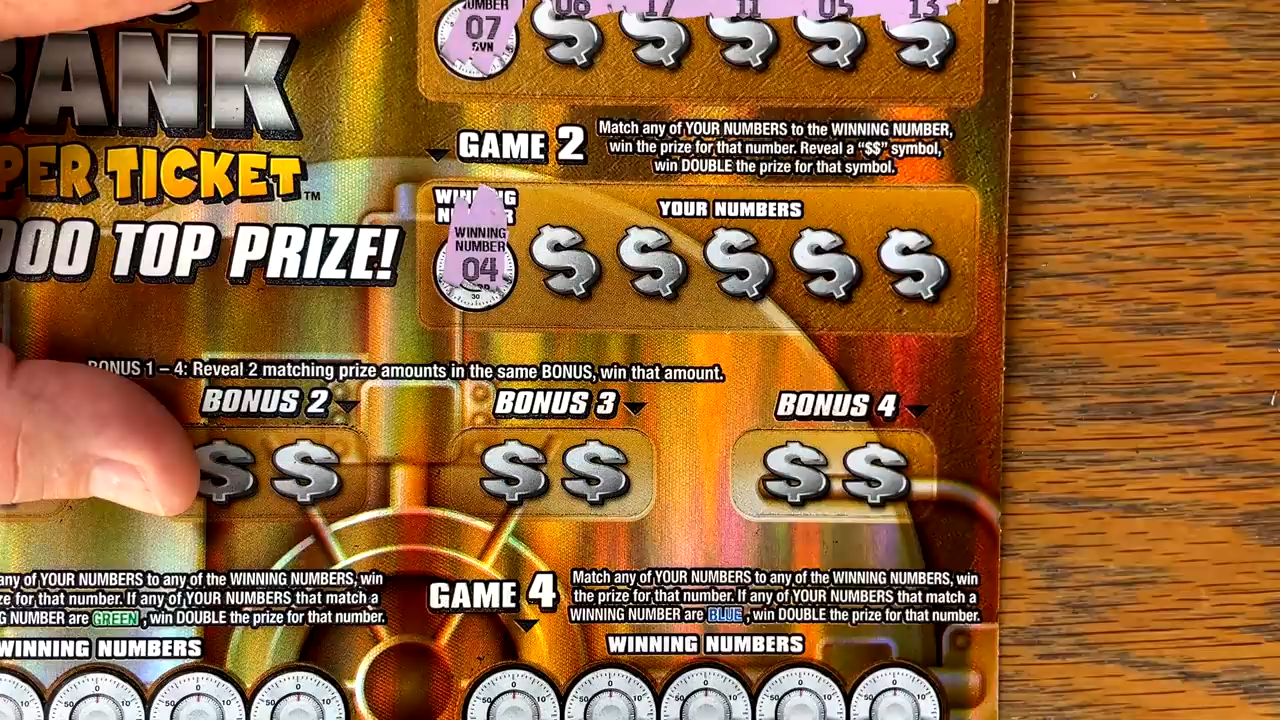 NUMBER
07
SVN
06 17 11 05 13
BANK
PER TICKET™
000 TOP PRIZE!
GAME 2
Match any of YOUR NUMBERS to the WINNING NUMBER,
win the prize for that number. Reveal a "$$" symbol,
win DOUBLE the prize for that symbol.
WINNING
YOUR NUMBERS
WINNING
NUMBER
04
30
$ $ $ $ $
BONUS 1 – 4: Reveal 2 matching prize amounts in the same BONUS, win that amount.
BONUS 2
BONUS 3
BONUS 4
$ $
$ $
$ $
any of YOUR NUMBERS to any of the WINNING NUMBERS, win
ze for that number. If any of YOUR NUMBERS that match a
G NUMBER are GREEN, win DOUBLE the prize for that number.
WINNING NUMBERS
GAME 4
Match any of YOUR NUMBERS to any of the WINNING NUMBERS, win
the prize for that number. If any of YOUR NUMBERS that match a
WINNING NUMBER are BLUE, win DOUBLE the prize for that number.
WINNING NUMBERS